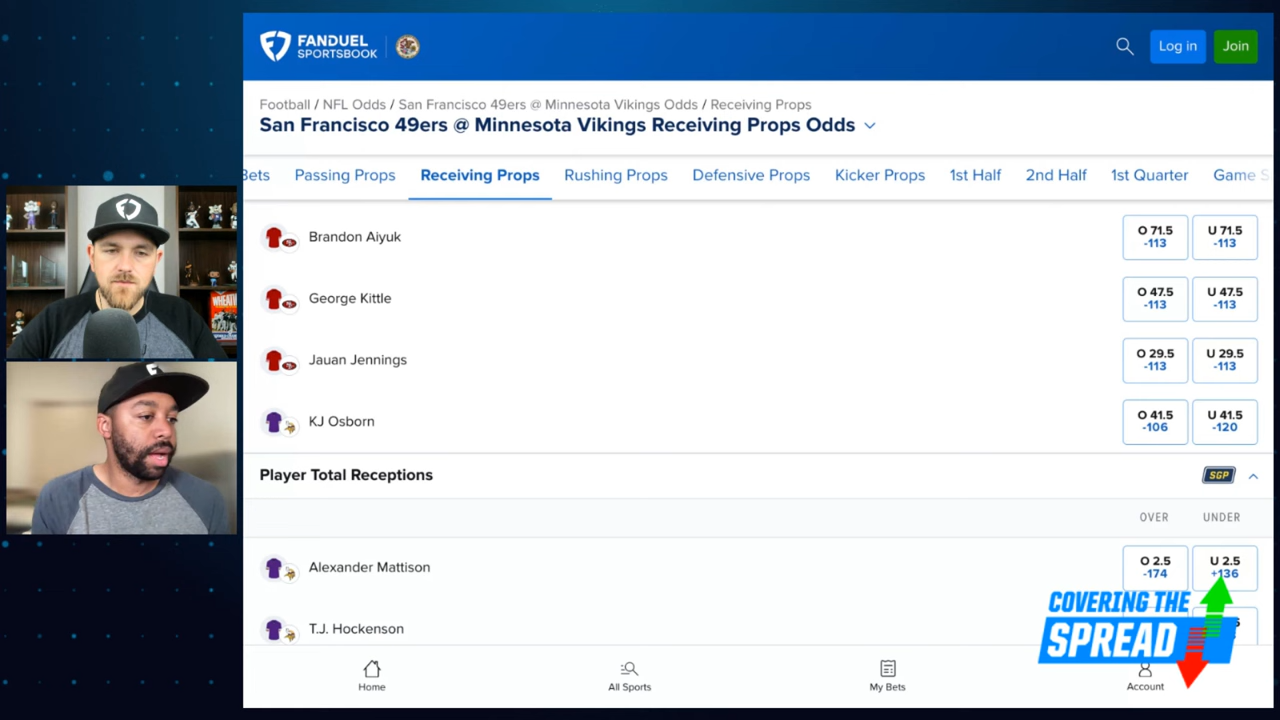 FANDUEL
SPORTSBOOK
Log in
Join
Football / NFL Odds / San Francisco 49ers @ Minnesota Vikings Odds / Receiving Props
San Francisco 49ers @ Minnesota Vikings Receiving Props Odds
Bets Passing Props Receiving Props Rushing Props Defensive Props Kicker Props 1st Half 2nd Half 1st Quarter Game S
Brandon Aiyuk
O 71.5 U 71.5
-113 -113
George Kittle
O 47.5 U 47.5
-113 -113
Jauan Jennings
O 29.5 U 29.5
-113 -113
KJ Osborn
O 41.5 U 41.5
-106 -120
Player Total Receptions
SGP
OVER UNDER
Alexander Mattison
O 2.5 U 2.5
-174 +136
T.J. Hockenson
COVERING THE
SPREAD
Home All Sports My Bets Account